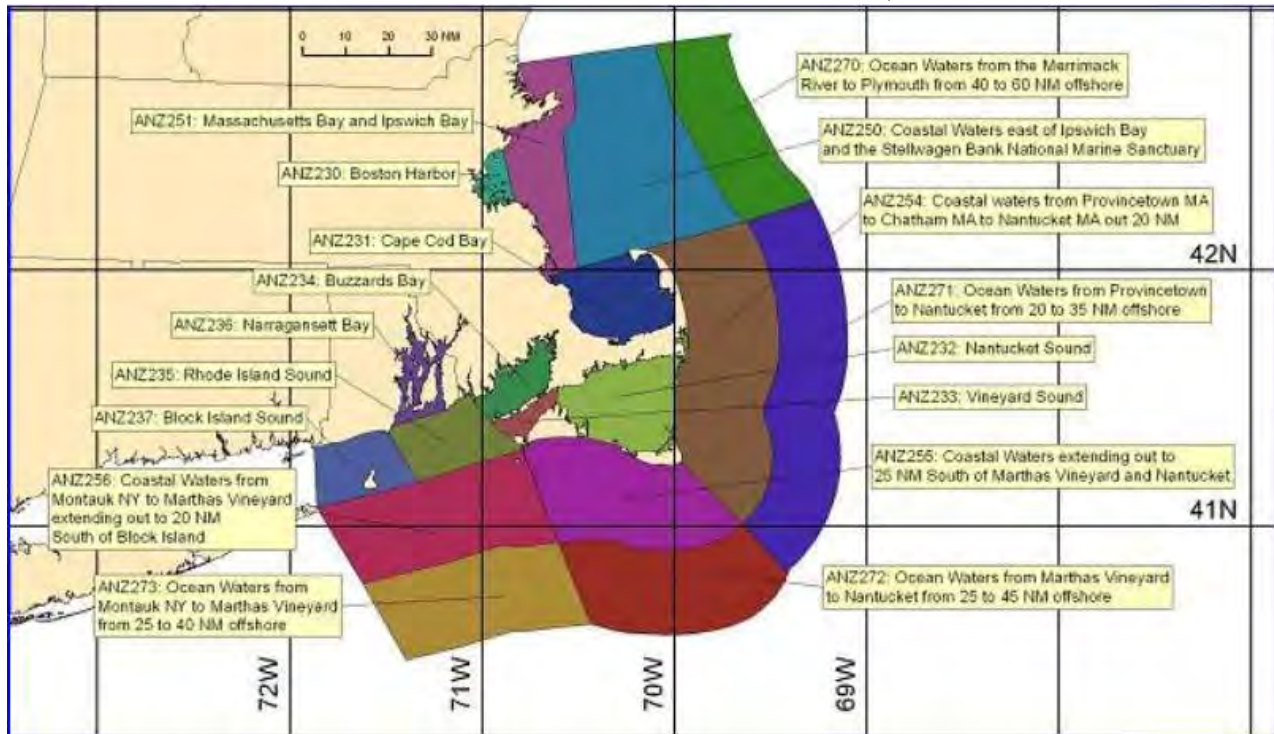 0 10 20 30 NM
ANZ270: Ocean Waters from the Merrimack
River to Plymouth from 40 to 60 NM offshore
ANZ251: Massachusetts Bay and Ipswich Bay
ANZ250: Coastal Waters east of Ipswich Bay
and the Stellwagen Bank National Marine Sanctuary
ANZ230: Boston Harbor
ANZ254: Coastal waters from Provincetown MA
to Chatham MA to Nantucket MA out 20 NM
ANZ231: Cape Cod Bay
42N
ANZ234: Buzzards Bay
ANZ271: Ocean Waters from Provincetown
to Nantucket from 20 to 35 NM offshore
ANZ236: Narragansett Bay
ANZ232: Nantucket Sound
ANZ235: Rhode Island Sound
ANZ233: Vineyard Sound
ANZ237: Block Island Sound
ANZ255: Coastal Waters extending out to
25 NM South of Marthas Vineyard and Nantucket
ANZ256: Coastal Waters from
Montauk NY to Marthas Vineyard
extending out to 20 NM
South of Block Island
41N
ANZ273: Ocean Waters from
Montauk NY to Marthas Vineyard
from 25 to 40 NM offshore
ANZ272: Ocean Waters from Marthas Vineyard
to Nantucket from 25 to 45 NM offshore
72W
71W
70W
69W